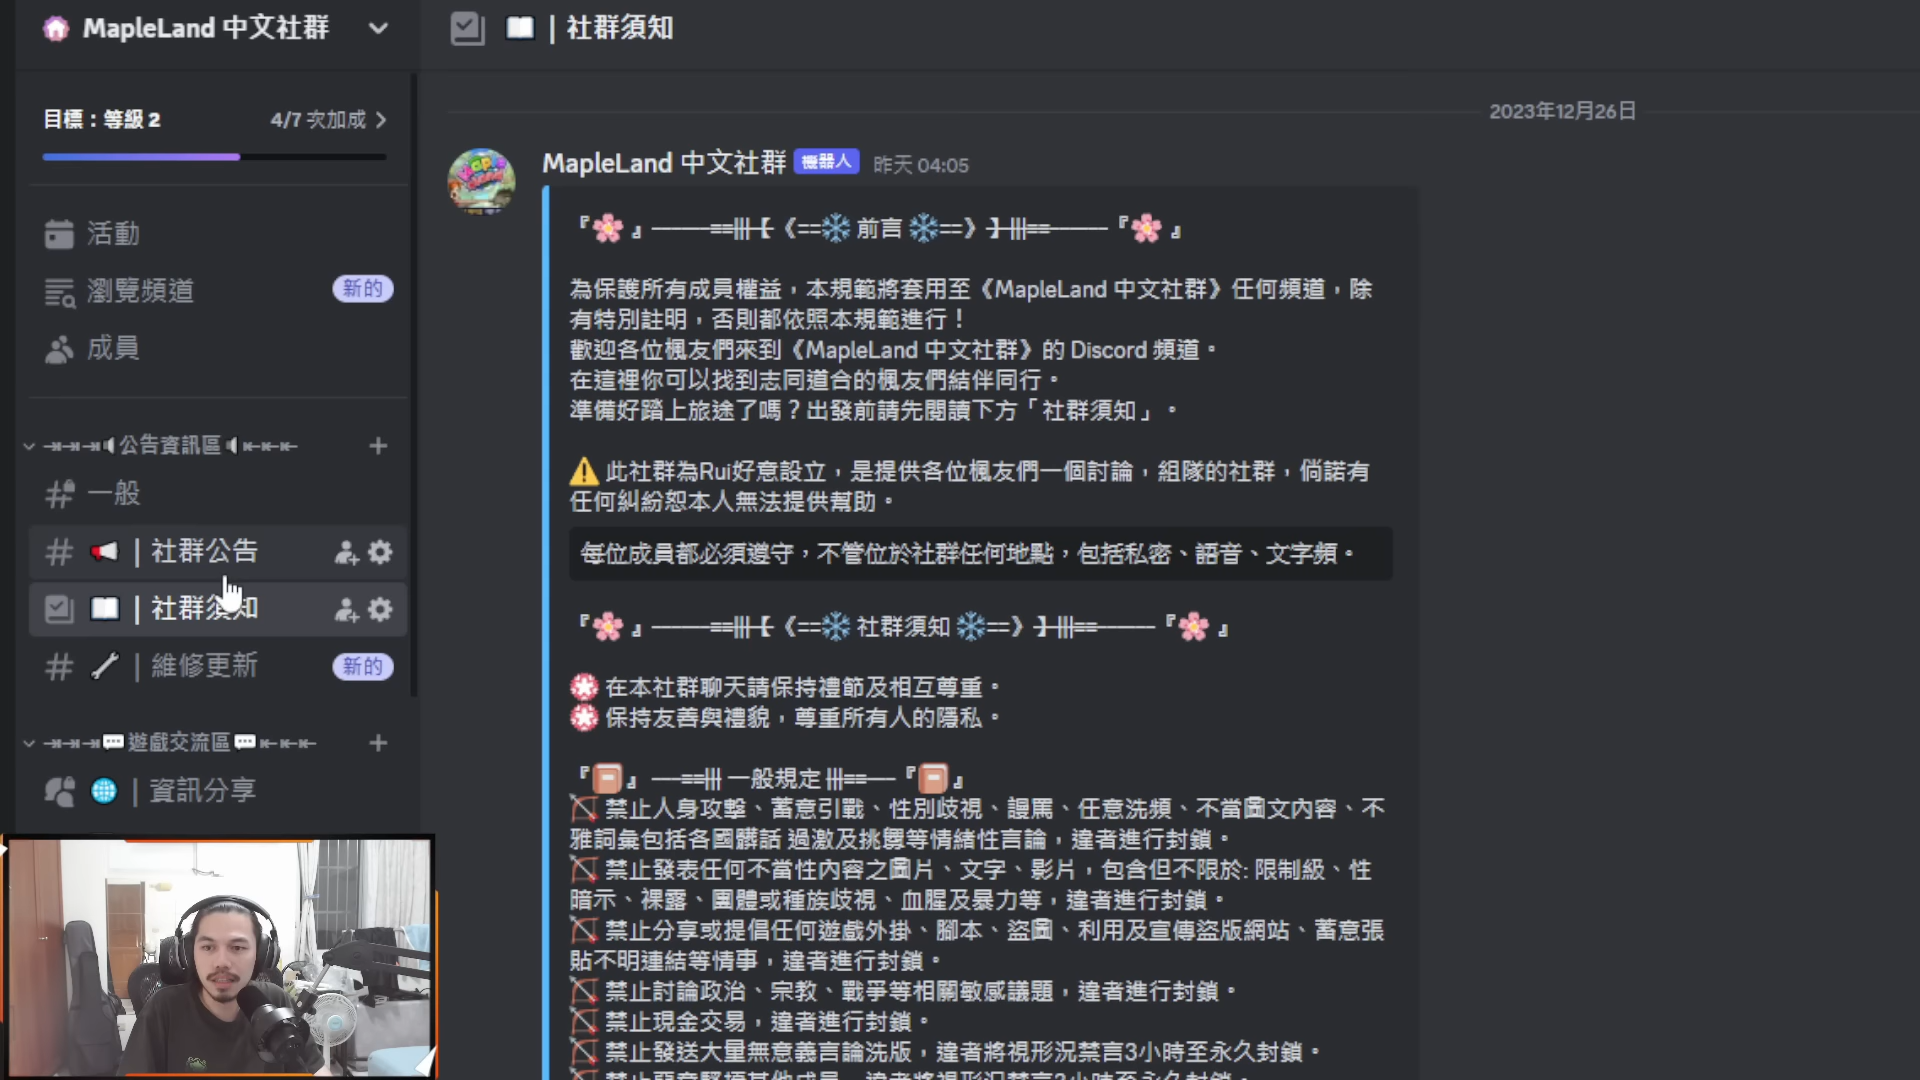 MapleLand 中文社群
| 社群須知
目標：等級 2
4/7 次加成
活動
瀏覽頻道
新的
成員
公告資訊區
一般
| 社群公告
| 社群須知
| 維修更新
新的
遊戲交流區
| 資訊分享
2023年12月26日
MapleLand 中文社群 機器人 昨天 04:05
『🌸』─────==╫╫【《==❄ 前言 ❄==》】╫╫==─────『🌸』
為保護所有成員權益，本規範將套用至《MapleLand 中文社群》任何頻道，除
有特別註明，否則都依照本規範進行！
歡迎各位楓友們來到《MapleLand 中文社群》的 Discord 頻道。
在這裡你可以找到志同道合的楓友們結伴同行。
準備好踏上旅途了嗎？出發前請先閱讀下方「社群須知」。
⚠ 此社群為Rui好意設立，是提供各位楓友們一個討論，組隊的社群，倘諾有
任何糾紛恕本人無法提供幫助。
每位成員都必須遵守，不管位於社群任何地點，包括私密、語音、文字頻。
『🌸』─────==╫╫【《==❄ 社群須知 ❄==》】╫╫==─────『🌸』
在本社群聊天請保持禮節及相互尊重。
保持友善與禮貌，尊重所有人的隱私。
『📔』──==╫╫ 一般規定 ╫╫==──『📔』
禁止人身攻擊、蓄意引戰、性別歧視、謾罵、任意洗頻、不當圖文內容、不
雅詞彙包括各國髒話 過激及挑釁等情緒性言論，違者進行封鎖。
禁止發表任何不當性內容之圖片、文字、影片，包含但不限於: 限制級、性
暗示、裸露、團體或種族歧視、血腥及暴力等，違者進行封鎖。
禁止分享或提倡任何遊戲外掛、腳本、盜圖、利用及宣傳盜版網站、蓄意張
貼不明連結等情事，違者進行封鎖。
禁止討論政治、宗教、戰爭等相關敏感議題，違者進行封鎖。
禁止現金交易，違者進行封鎖。
禁止發送大量無意義言論洗版，違者將視形況禁言3小時至永久封鎖。